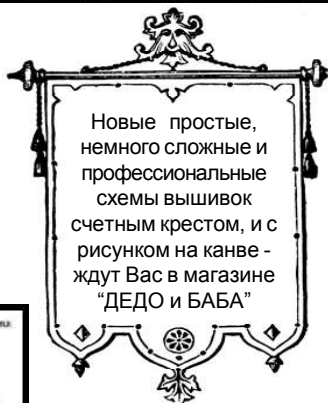 Новые простые,
немного сложные и
профессиональные
схемы вышивок
счетным крестом, и с
рисунком на канве -
ждут Вас в магазине
“ДЕДО и БАБА”